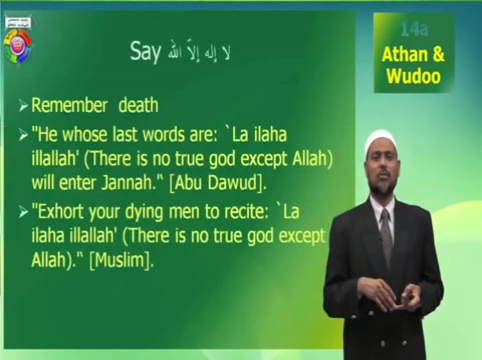 14a
Athan &
Wudoo
Say لا إله إلاّ الله
Remember death
"He whose last words are: `La ilaha
illallah' (There is no true god except Allah)
will enter Jannah." [Abu Dawud].
"Exhort your dying men to recite: `La
ilaha illallah' (There is no true god except
Allah)." [Muslim].